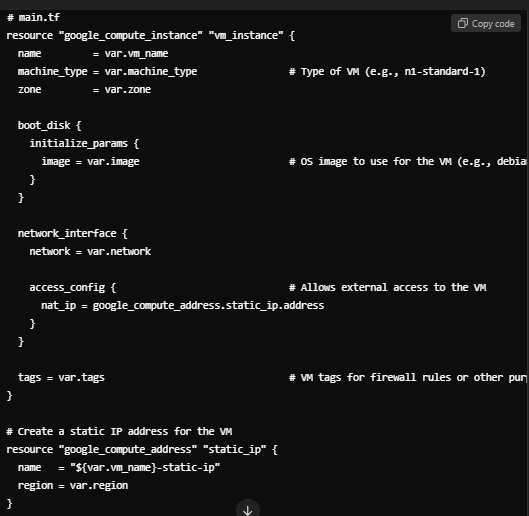 # main.tf
Copy code
resource "google_compute_instance" "vm_instance" {
  name         = var.vm_name
  machine_type = var.machine_type                # Type of VM (e.g., n1-standard-1)
  zone         = var.zone

  boot_disk {
    initialize_params {
      image = var.image                          # OS image to use for the VM (e.g.,
    }
  }

  network_interface {
    network = var.network

    access_config {                              # Allows external access to the VM
      nat_ip = google_compute_address.static_ip.address
    }
  }

  tags = var.tags                                # VM tags for firewall rules or other
}

# Create a static IP address for the VM
resource "google_compute_address" "static_ip" {
  name   = "${var.vm_name}-static-ip"
  region = var.region
}